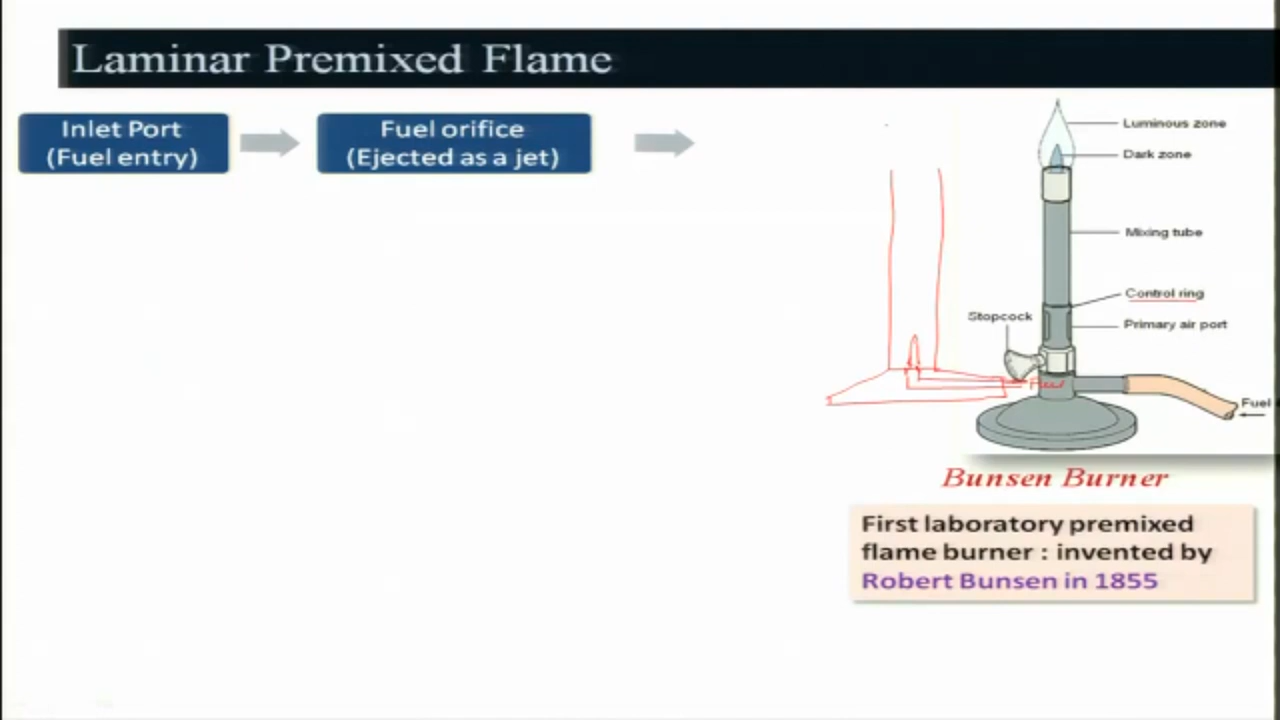 Laminar Premixed Flame
Inlet Port
(Fuel entry)
Fuel orifice
(Ejected as a jet)
Luminous zone
Dark zone
Mixing tube
Control ring
Stopcock
Primary air port
Fuel
Fuel
Bunsen Burner
First laboratory premixed
flame burner : invented by
Robert Bunsen in 1855